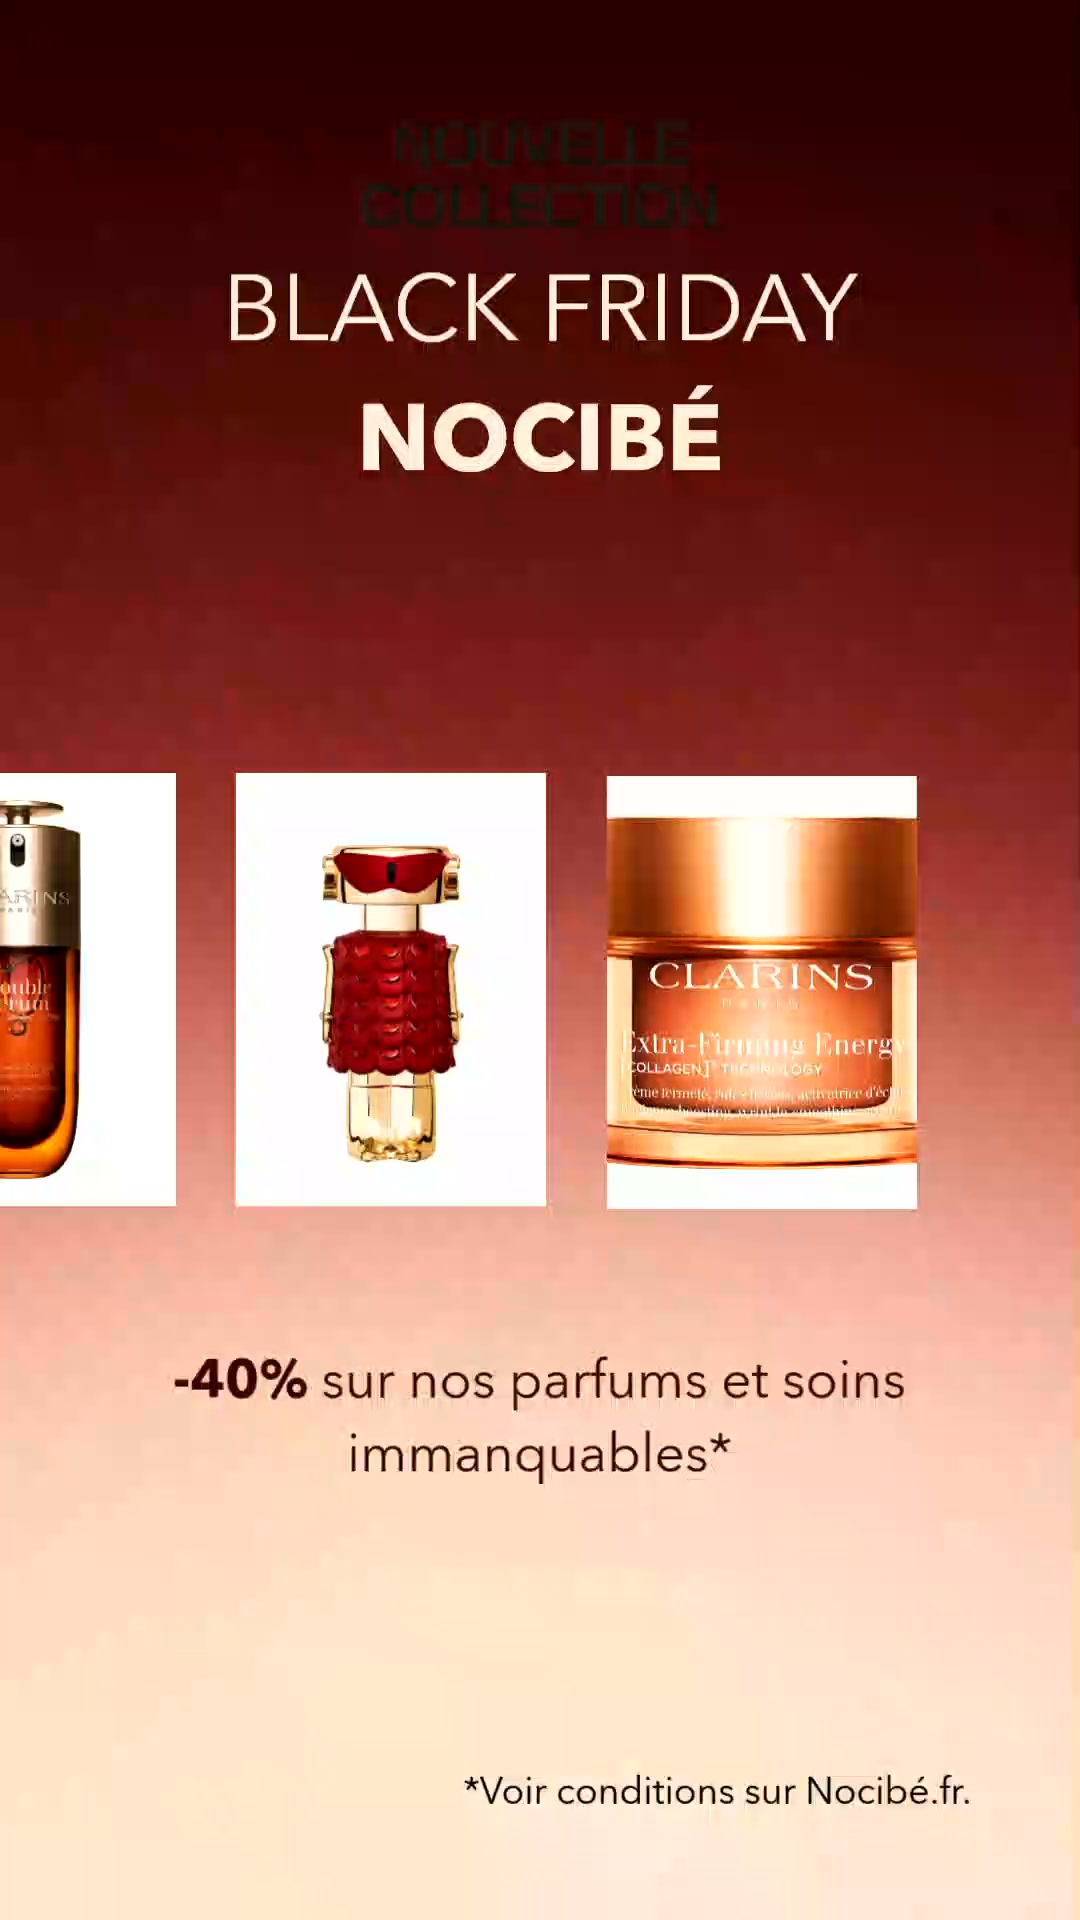 NOUVELLE
COLLECTION
BLACK FRIDAY
NOCIBÉ
CLARINS
Extra-Firming Energy
COLLAGEN]³ TECHNOLOGY
-40% sur nos parfums et soins
immanquables*
*Voir conditions sur Nocibé.fr.